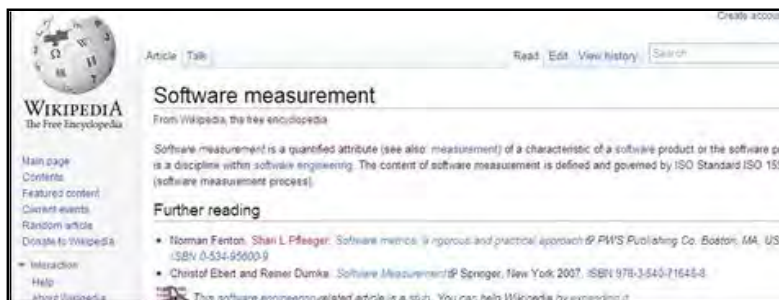 Create accou
Article Talk
Read Edit View history Search
WIKIPEDIA
The Free Encyclopedia
Software measurement
From Wikipedia, the free encyclopedia
Software measurement is a quantified attribute (see also: measurement) of a characteristic of a software product or the software p
is a discipline within software engineering. The content of software measurement is defined and governed by ISO Standard ISO 15
(software measurement process).
Main page
Contents
Featured content
Current events
Random article
Donate to Wikipedia
Interaction
Help
About Wikipedia
Further reading
• Norman Fenton, Shari L Pfleeger. Software metrics, a rigorous and practical approach PWS Publishing Co. Boston, MA, US
ISBN 0-534-95600-9
• Christof Ebert and Reiner Dumke. Software Measurement Springer, New York 2007. ISBN 978-3-540-71648-8
This software engineering-related article is a stub. You can help Wikipedia by expanding it.